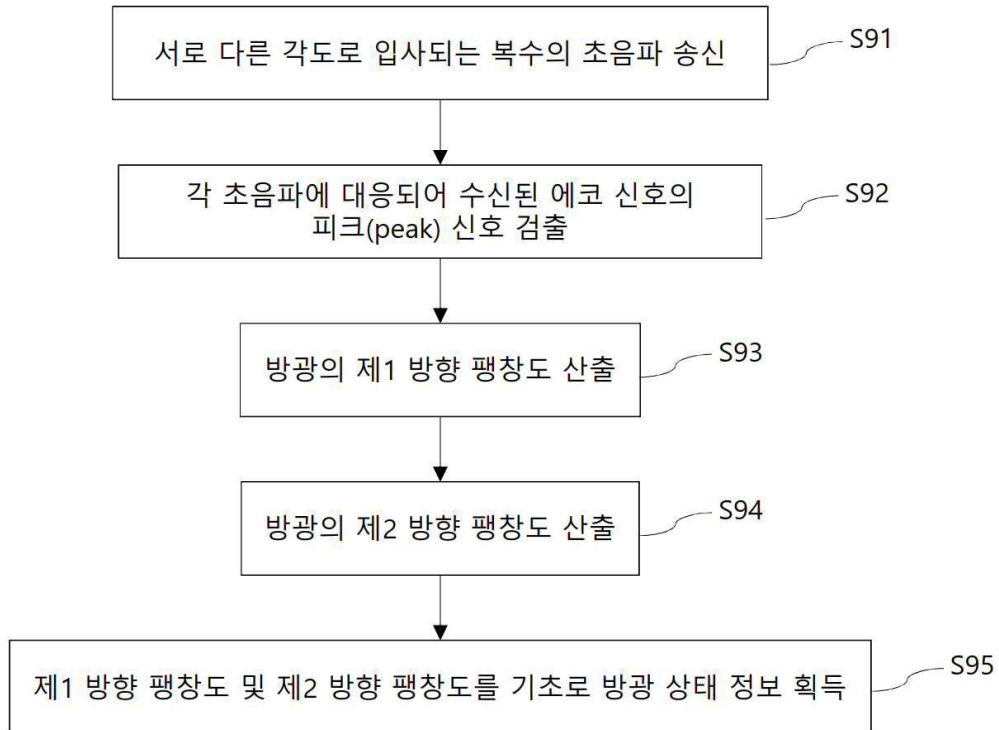 서로 다른 각도로 입사되는 복수의 초음파 송신
S91
각 초음파에 대응되어 수신된 에코 신호의
피크(peak) 신호 검출
S92
방광의 제1 방향 팽창도 산출
S93
방광의 제2 방향 팽창도 산출
S94
제1 방향 팽창도 및 제2 방향 팽창도를 기초로 방광 상태 정보 획득
S95